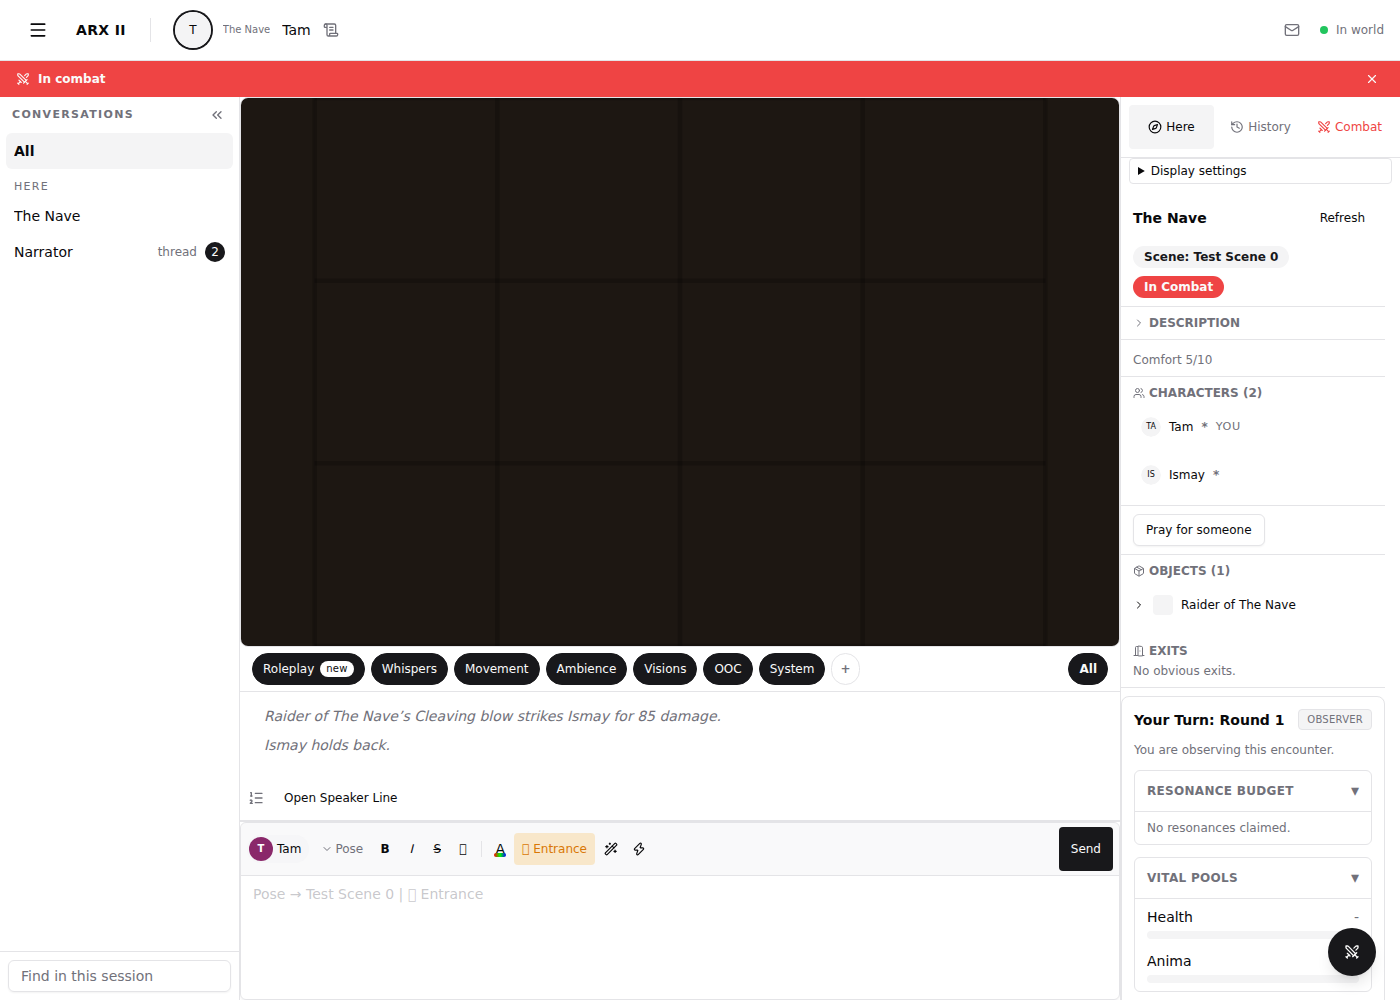 ARX II
T
The Nave
Tam
In world
In combat
CONVERSATIONS
All
HERE
The Nave
Narrator thread 2
Find in this session
Roleplay new
Whispers
Movement
Ambience
Visions
OOC
System
+
All
Raider of The Nave’s Cleaving blow strikes Ismay for 85 damage.
Ismay holds back.
Open Speaker Line
T Tam
Pose
B
I
S
A
Entrance
Send
Pose → Test Scene 0 | Entrance
Here
History
Combat
Display settings
The Nave
Refresh
Scene: Test Scene 0
In Combat
DESCRIPTION
Comfort 5/10
CHARACTERS (2)
TA Tam * YOU
IS Ismay *
Pray for someone
OBJECTS (1)
Raider of The Nave
EXITS
No obvious exits.
Your Turn: Round 1
OBSERVER
You are observing this encounter.
RESONANCE BUDGET
No resonances claimed.
VITAL POOLS
Health -
Anima